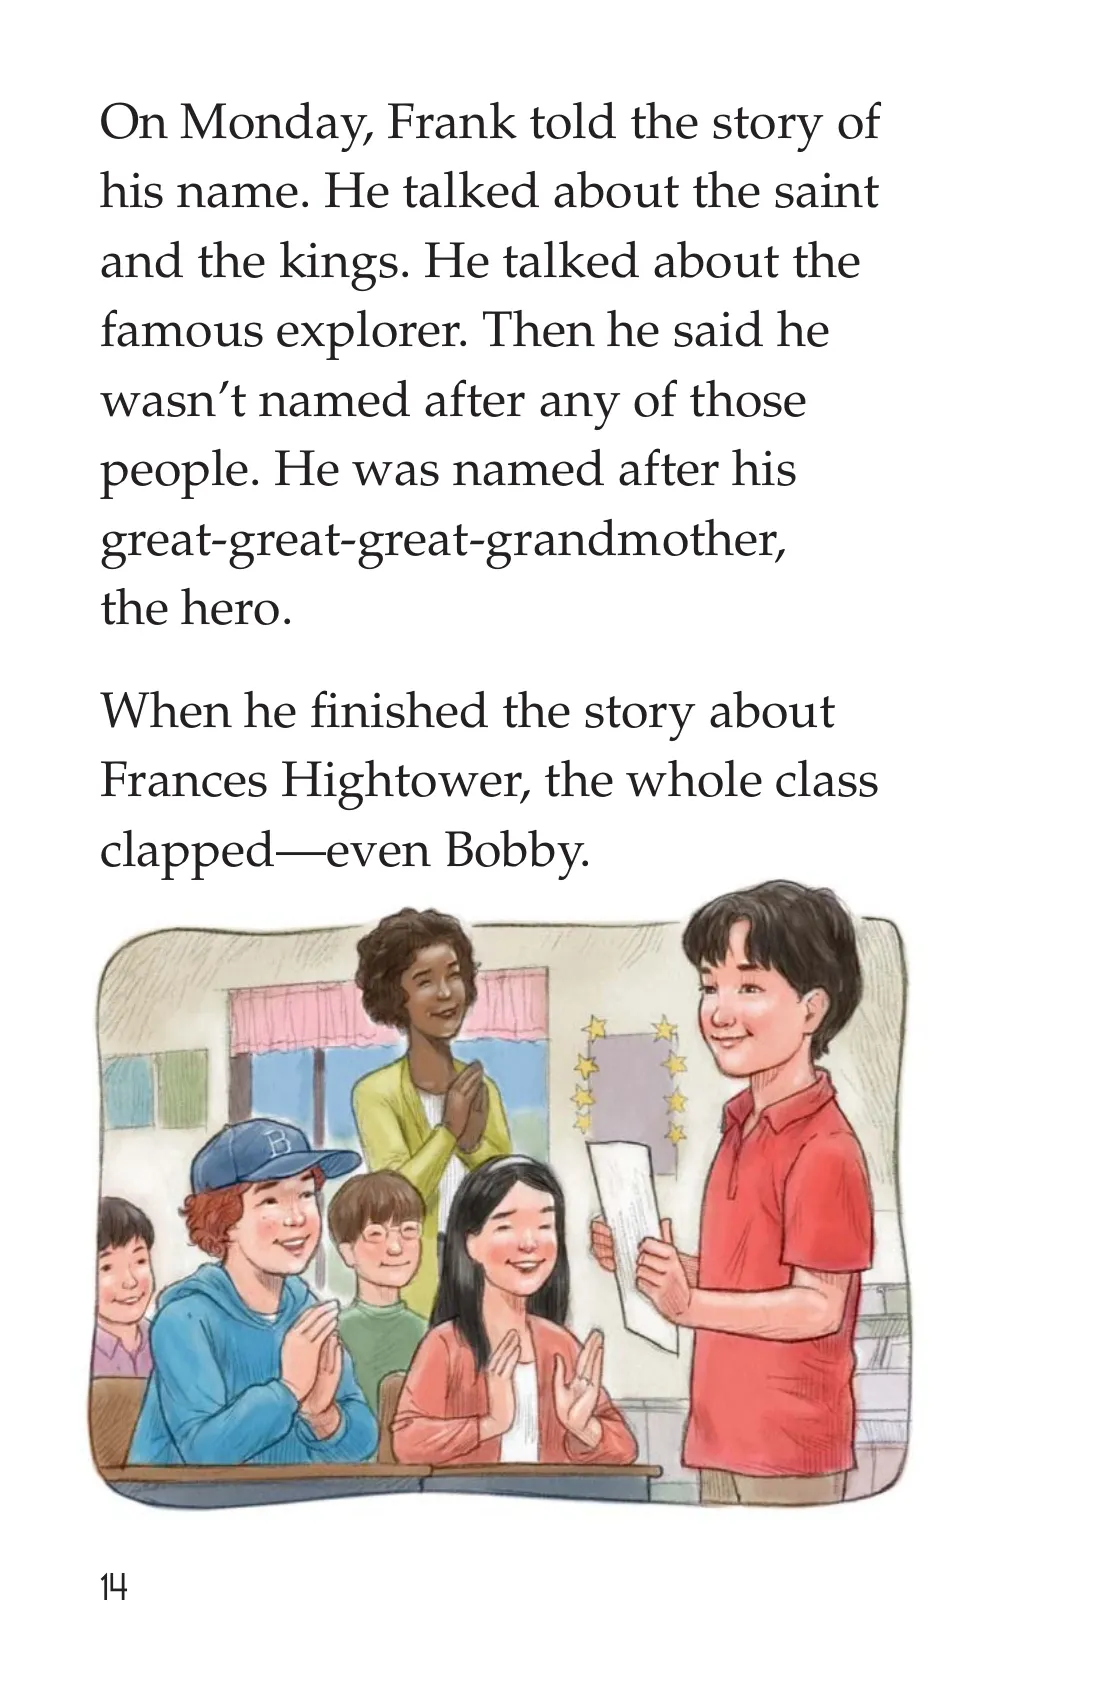 On Monday, Frank told the story of
his name. He talked about the saint
and the kings. He talked about the
famous explorer. Then he said he
wasn’t named after any of those
people. He was named after his
great-great-great-grandmother,
the hero.
When he finished the story about
Frances Hightower, the whole class
clapped—even Bobby.
B
14